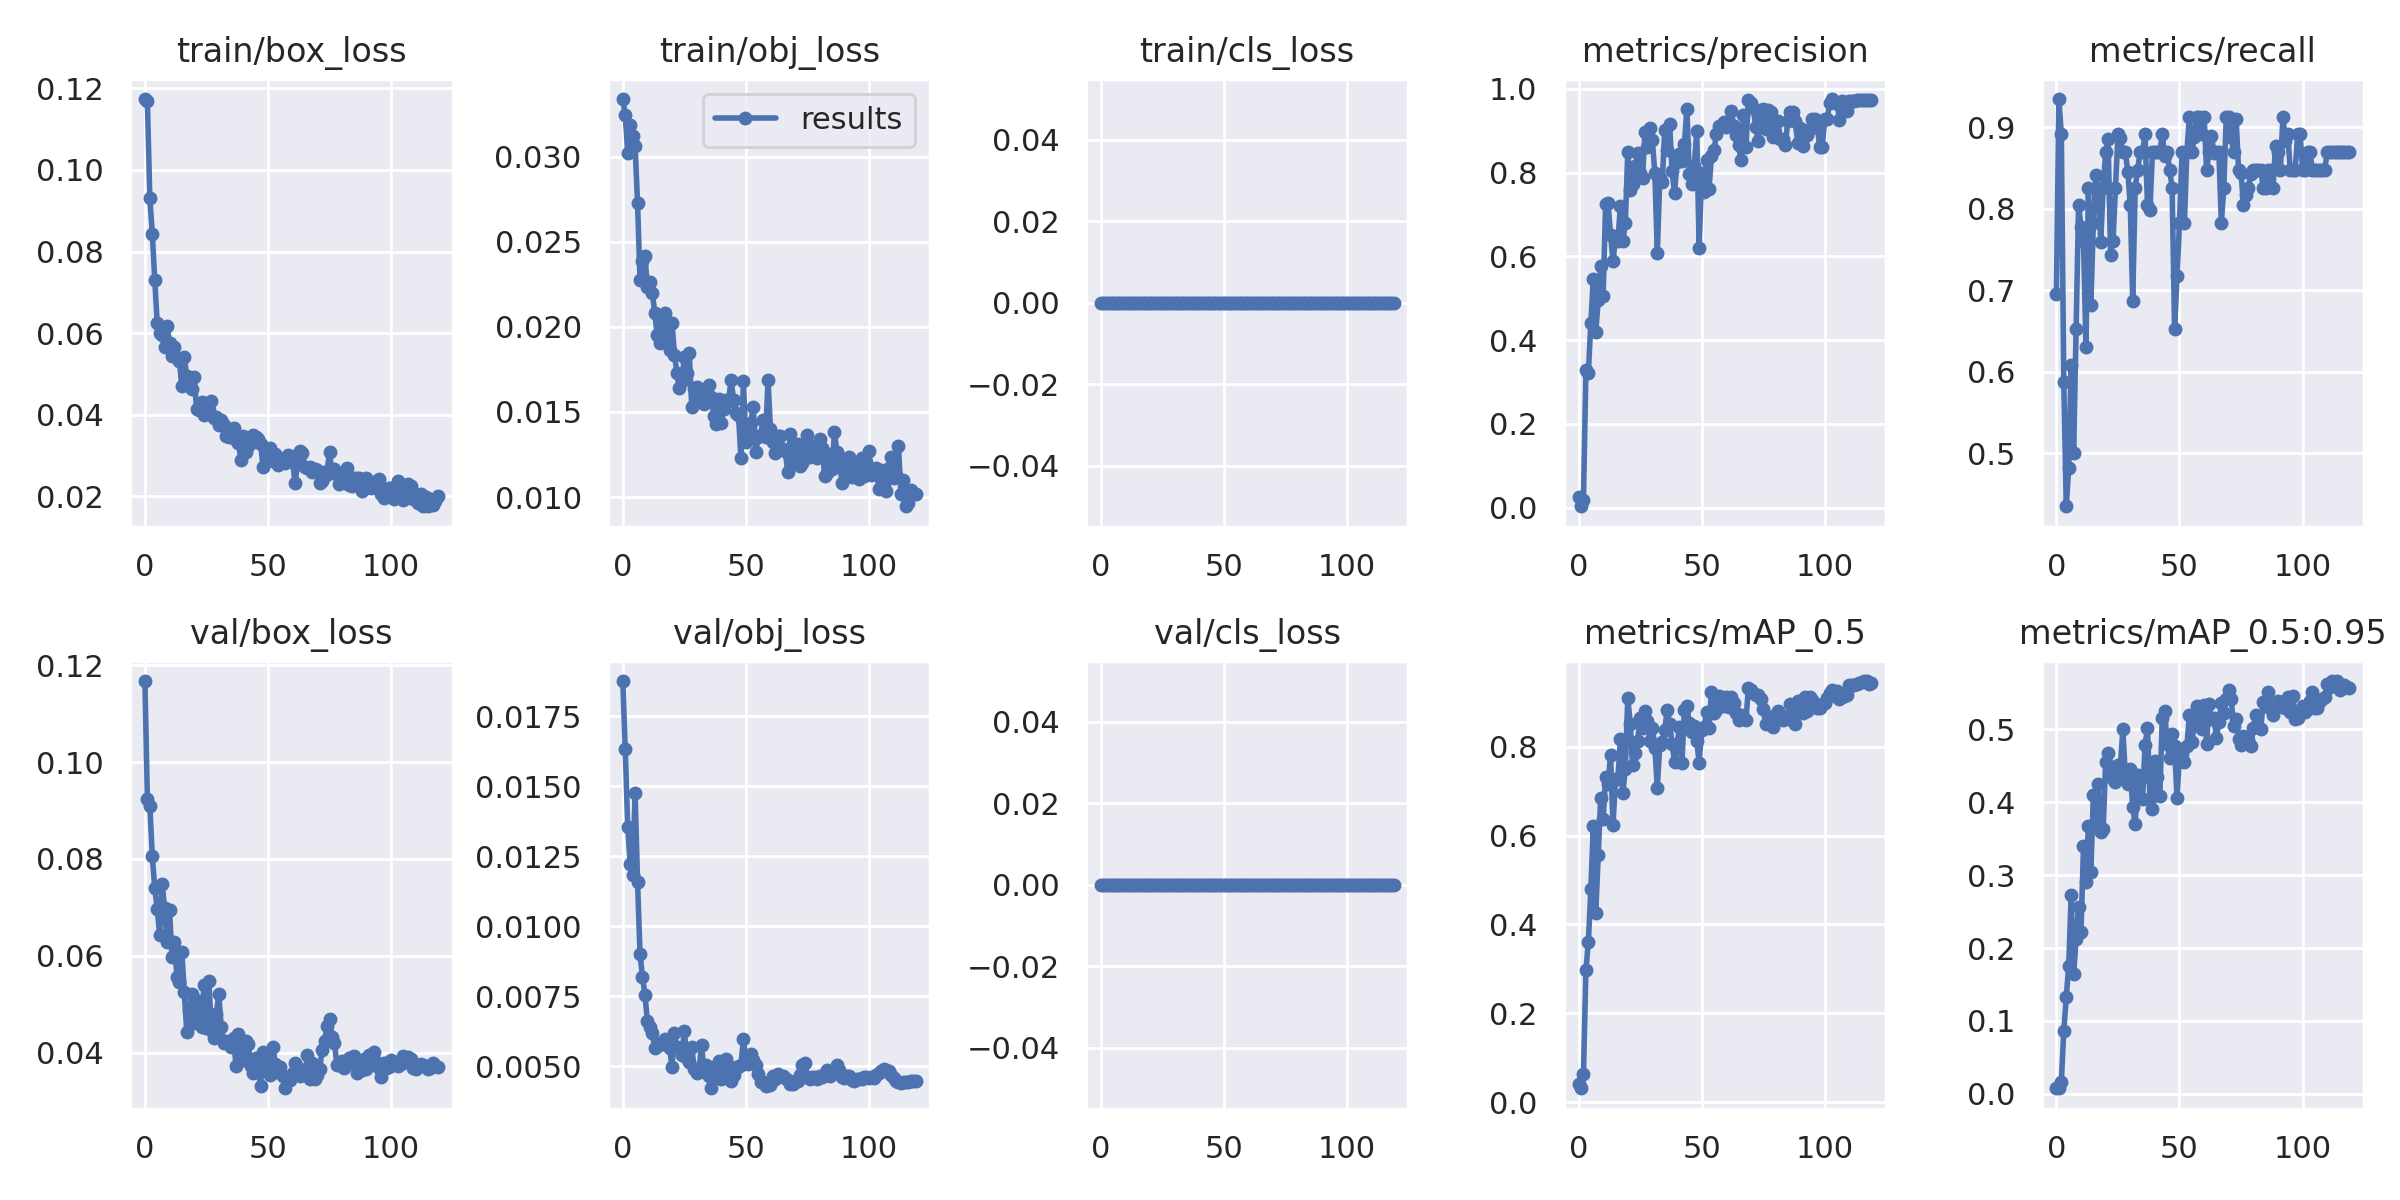 train/box_loss
0.12
0.10
0.08
0.06
0.04
0.02
0 50 100
train/obj_loss
results
0.030
0.025
0.020
0.015
0.010
0 50 100
train/cls_loss
0.04
0.02
0.00
−0.02
−0.04
0 50 100
metrics/precision
1.0
0.8
0.6
0.4
0.2
0.0
0 50 100
metrics/recall
0.9
0.8
0.7
0.6
0.5
0 50 100
val/box_loss
0.12
0.10
0.08
0.06
0.04
0 50 100
val/obj_loss
0.0175
0.0150
0.0125
0.0100
0.0075
0.0050
0 50 100
val/cls_loss
0.04
0.02
0.00
−0.02
−0.04
0 50 100
metrics/mAP_0.5
0.8
0.6
0.4
0.2
0.0
0 50 100
metrics/mAP_0.5:0.95
0.5
0.4
0.3
0.2
0.1
0.0
0 50 100